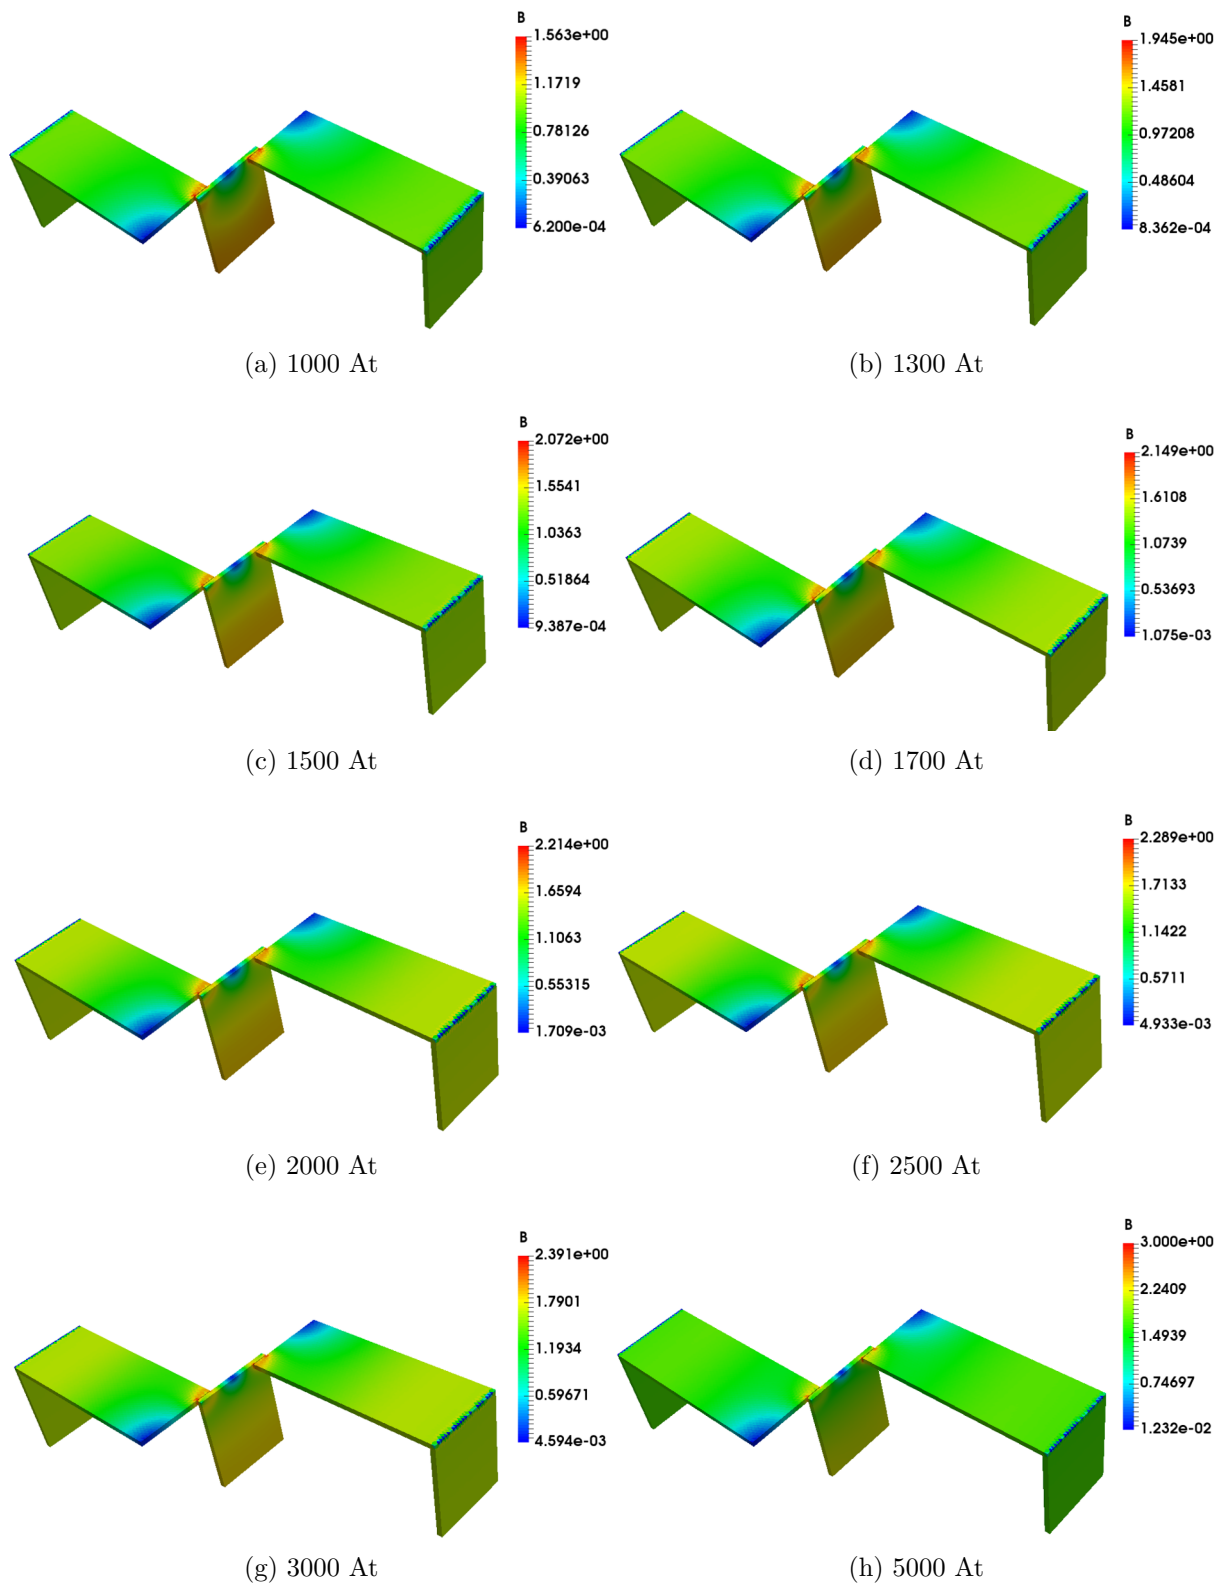 B
1.563e+00
1.1719
0.78126
0.39063
6.200e-04
(a) 1000 At
B
1.945e+00
1.4581
0.97208
0.48604
8.362e-04
(b) 1300 At
B
2.072e+00
1.5541
1.0363
0.51864
9.387e-04
(c) 1500 At
B
2.149e+00
1.6108
1.0739
0.53693
1.075e-03
(d) 1700 At
B
2.214e+00
1.6594
1.1063
0.55315
1.709e-03
(e) 2000 At
B
2.289e+00
1.7133
1.1422
0.5711
4.933e-03
(f) 2500 At
B
2.391e+00
1.7901
1.1934
0.59671
4.594e-03
(g) 3000 At
B
3.000e+00
2.2409
1.4939
0.74697
1.232e-02
(h) 5000 At